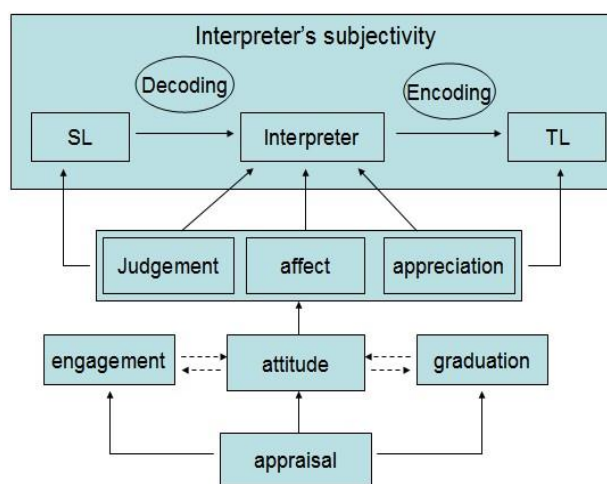 Interpreter's subjectivity
Decoding
Encoding
SL
Interpreter
TL
Judgement
affect
appreciation
engagement
attitude
graduation
appraisal